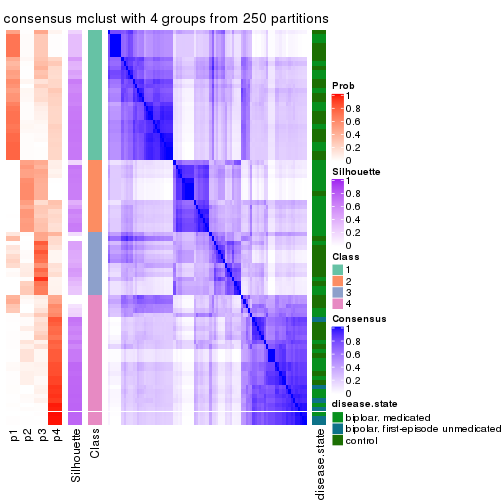 consensus mclust with 4 groups from 250 partitions
Prob
1
0.8
0.6
0.4
0.2
0
Silhouette
1
0.8
0.6
0.4
0.2
0
Class
1
2
3
4
Consensus
1
0.8
0.6
0.4
0.2
0
disease.state
biploar, medicated
bipolar, first-episode unmedicated
control
p1
p2
p3
p4
Silhouette
Class
disease.state